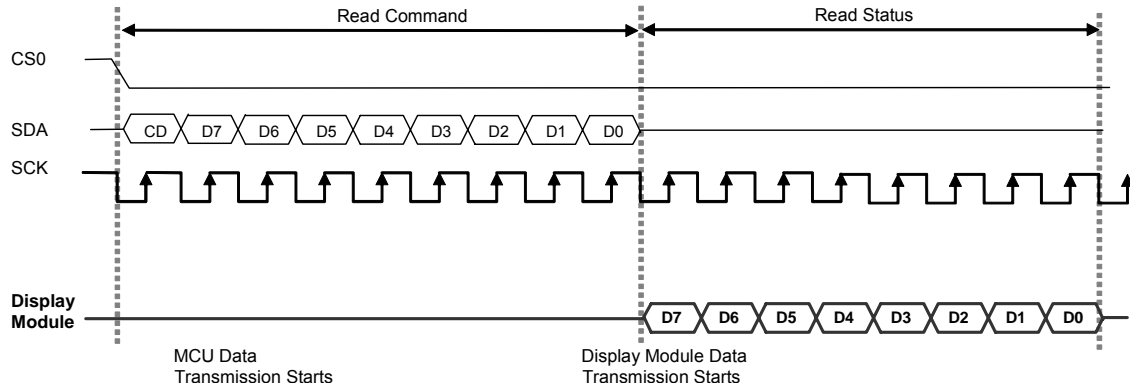 Read Command
Read Status
CS0
SDA
CD D7 D6 D5 D4 D3 D2 D1 D0
SCK
Display
Module
D7 D6 D5 D4 D3 D2 D1 D0
MCU Data
Transmission Starts
Display Module Data
Transmission Starts